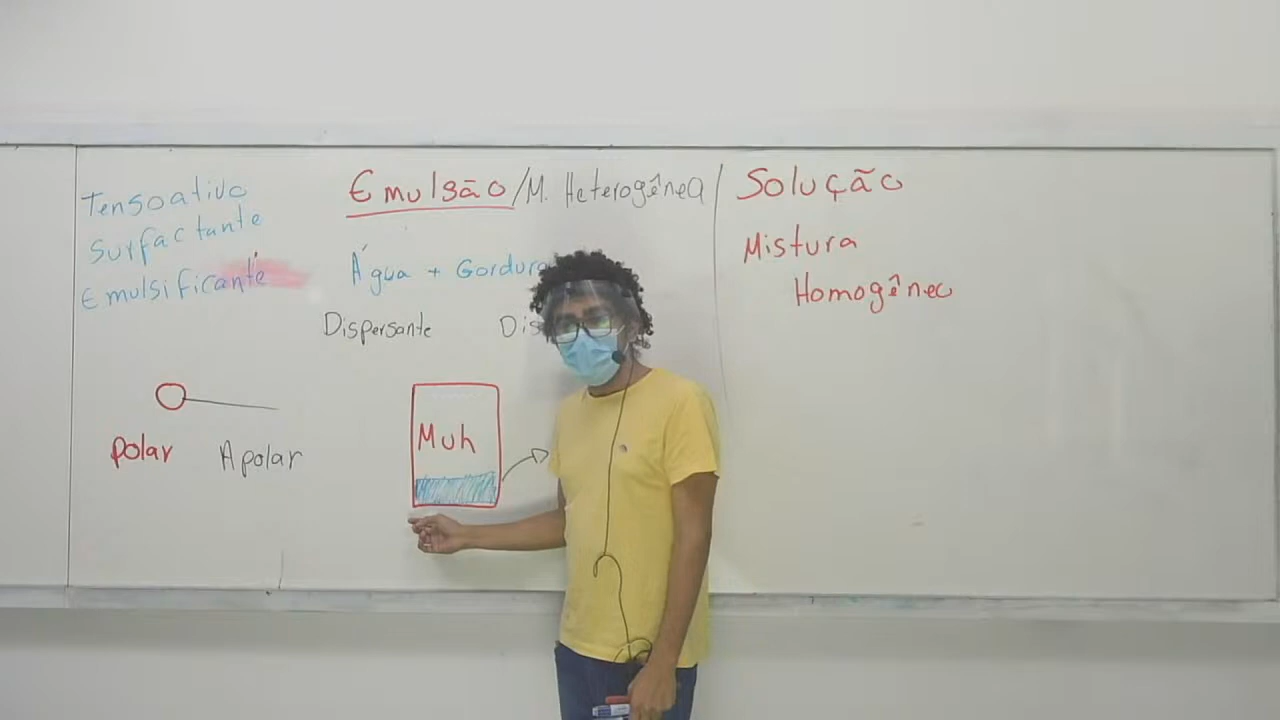 Tensoativo
Surfactante
Emulsificante
Emulsão / M. Heterogênea
Água + Gordura
Dispersante
Polar
Apolar
Muh
Solução
Mistura
Homogênea